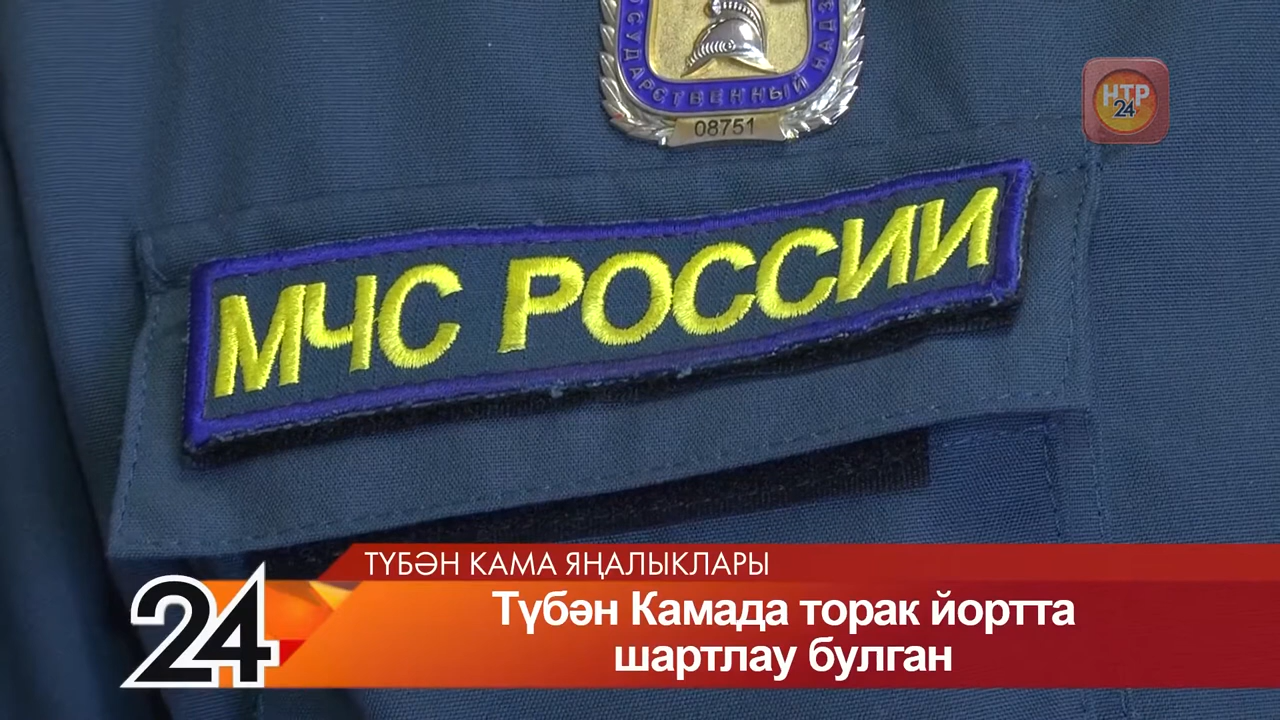 ГОСУДАРСТВЕННЫЙ НАДЗ
08751
НТР
24
МЧС РОССИИ
ТҮБӘН КАМА ЯҢАЛЫКЛАРЫ
24
Түбән Камада торак йортта
шартлау булган